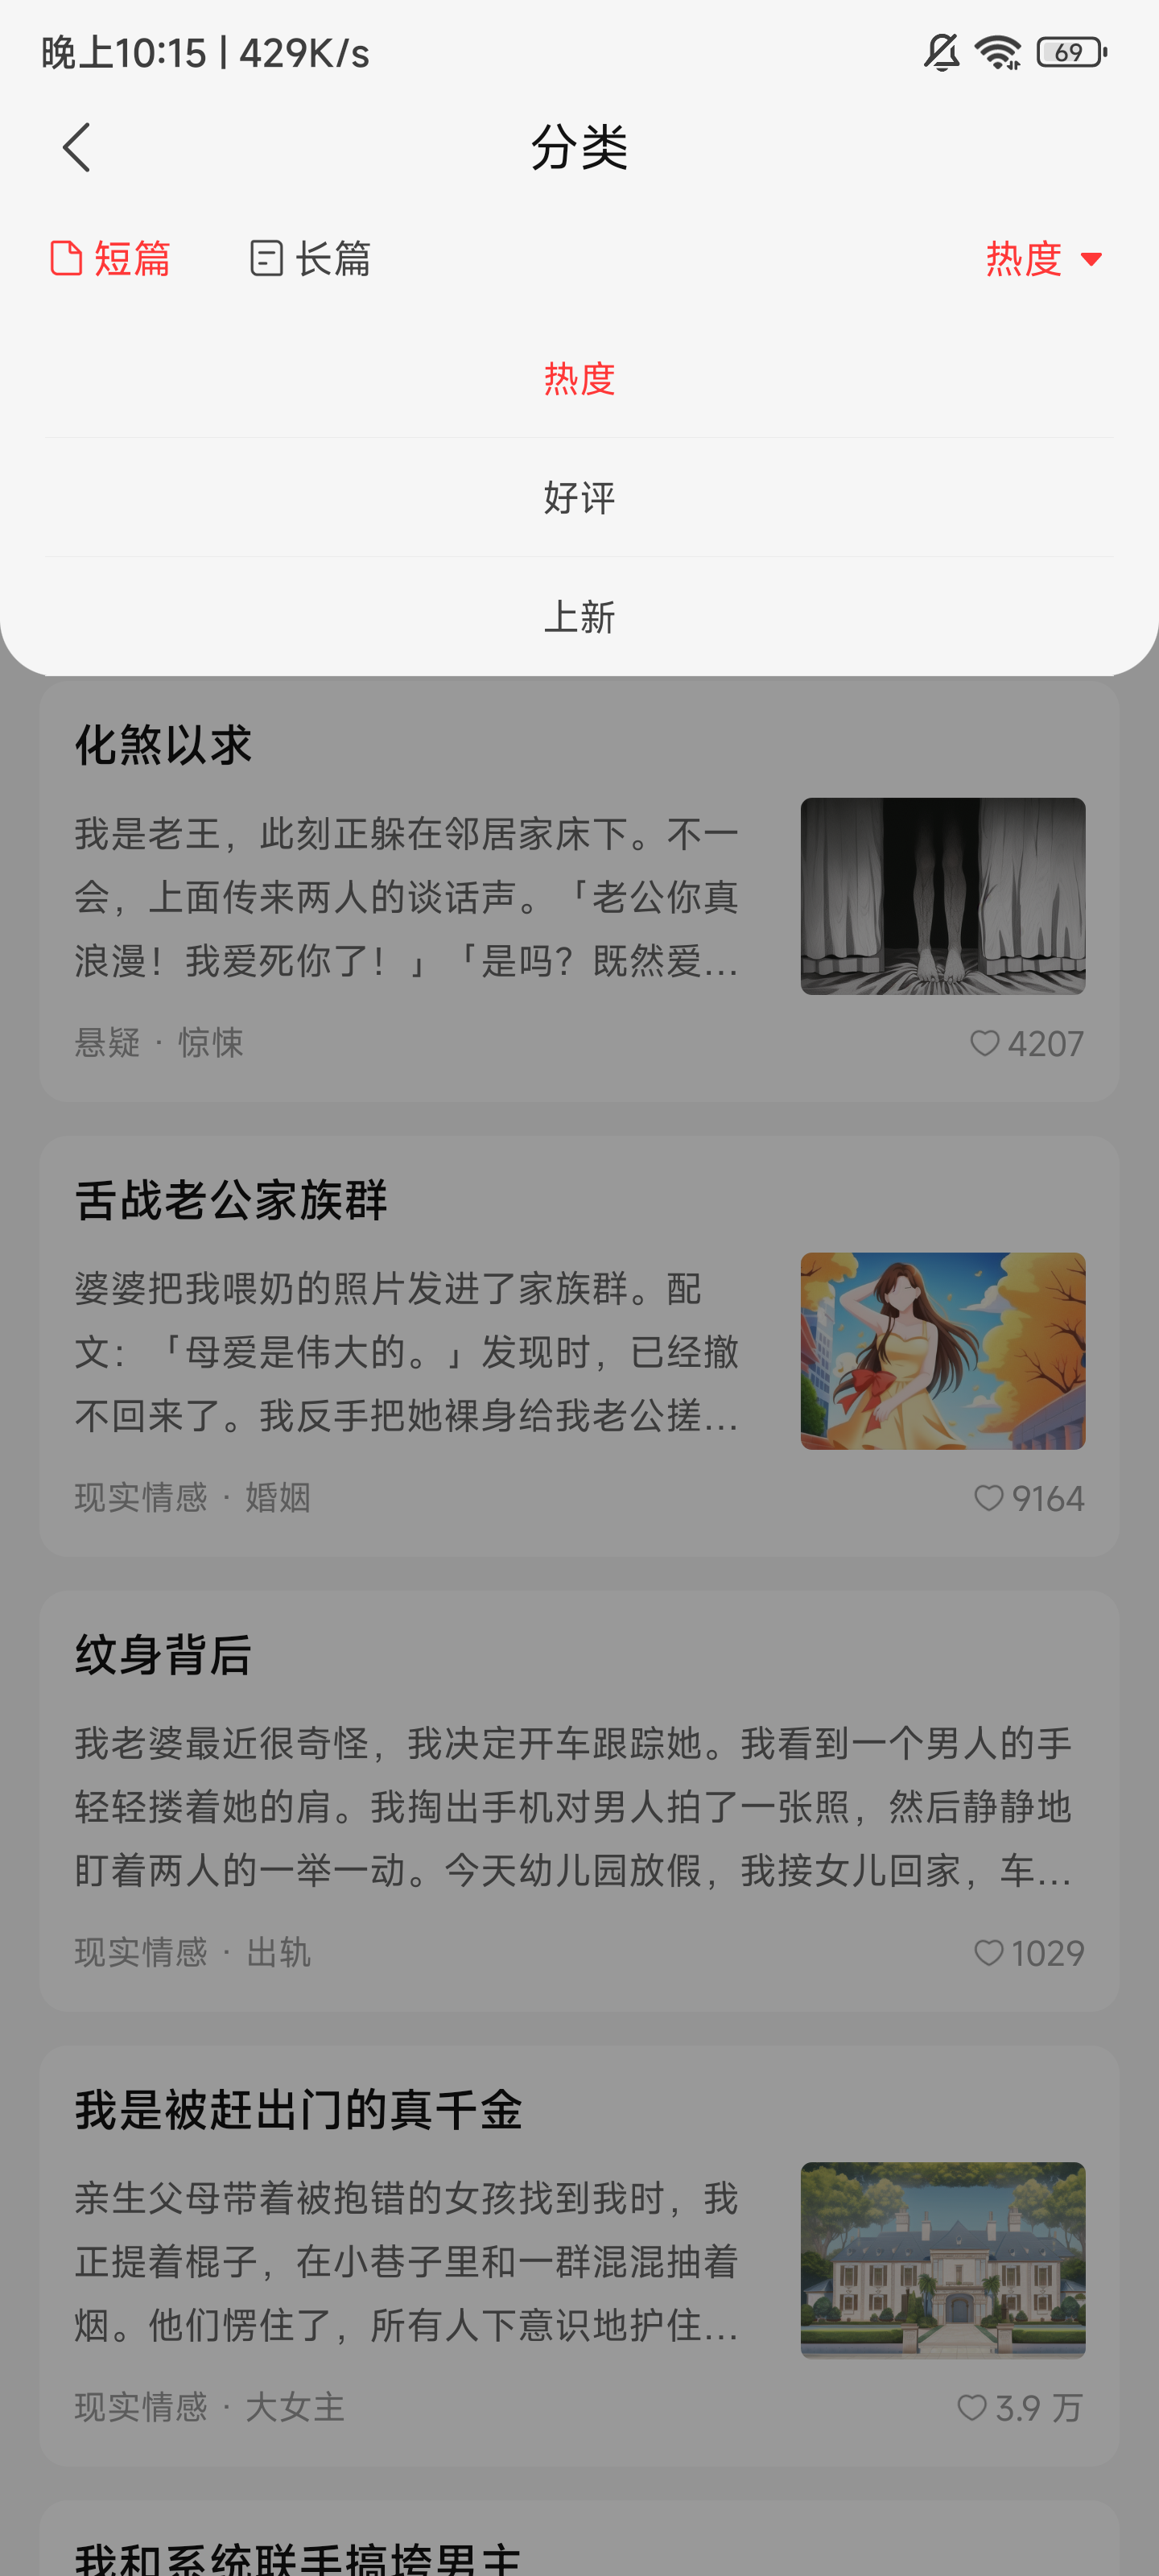 晚上10:15 | 429K/s
69
分类
短篇
长篇
热度
热度
好评
上新
化煞以求
我是老王，此刻正躲在邻居家床下。不一
会，上面传来两人的谈话声。「老公你真
浪漫！我爱死你了！」「是吗？既然爱...
悬疑 · 惊悚
4207
舌战老公家族群
婆婆把我喂奶的照片发进了家族群。配
文：「母爱是伟大的。」发现时，已经撤
不回来了。我反手把她裸身给我老公搓...
现实情感 · 婚姻
9164
纹身背后
我老婆最近很奇怪，我决定开车跟踪她。我看到一个男人的手
轻轻搂着她的肩。我掏出手机对男人拍了一张照，然后静静地
盯着两人的一举一动。今天幼儿园放假，我接女儿回家，车...
现实情感 · 出轨
1029
我是被赶出门的真千金
亲生父母带着被抱错的女孩找到我时，我
正提着棍子，在小巷子里和一群混混抽着
烟。他们愣住了，所有人下意识地护住...
现实情感 · 大女主
3.9 万
我和系统联手搞垮男主